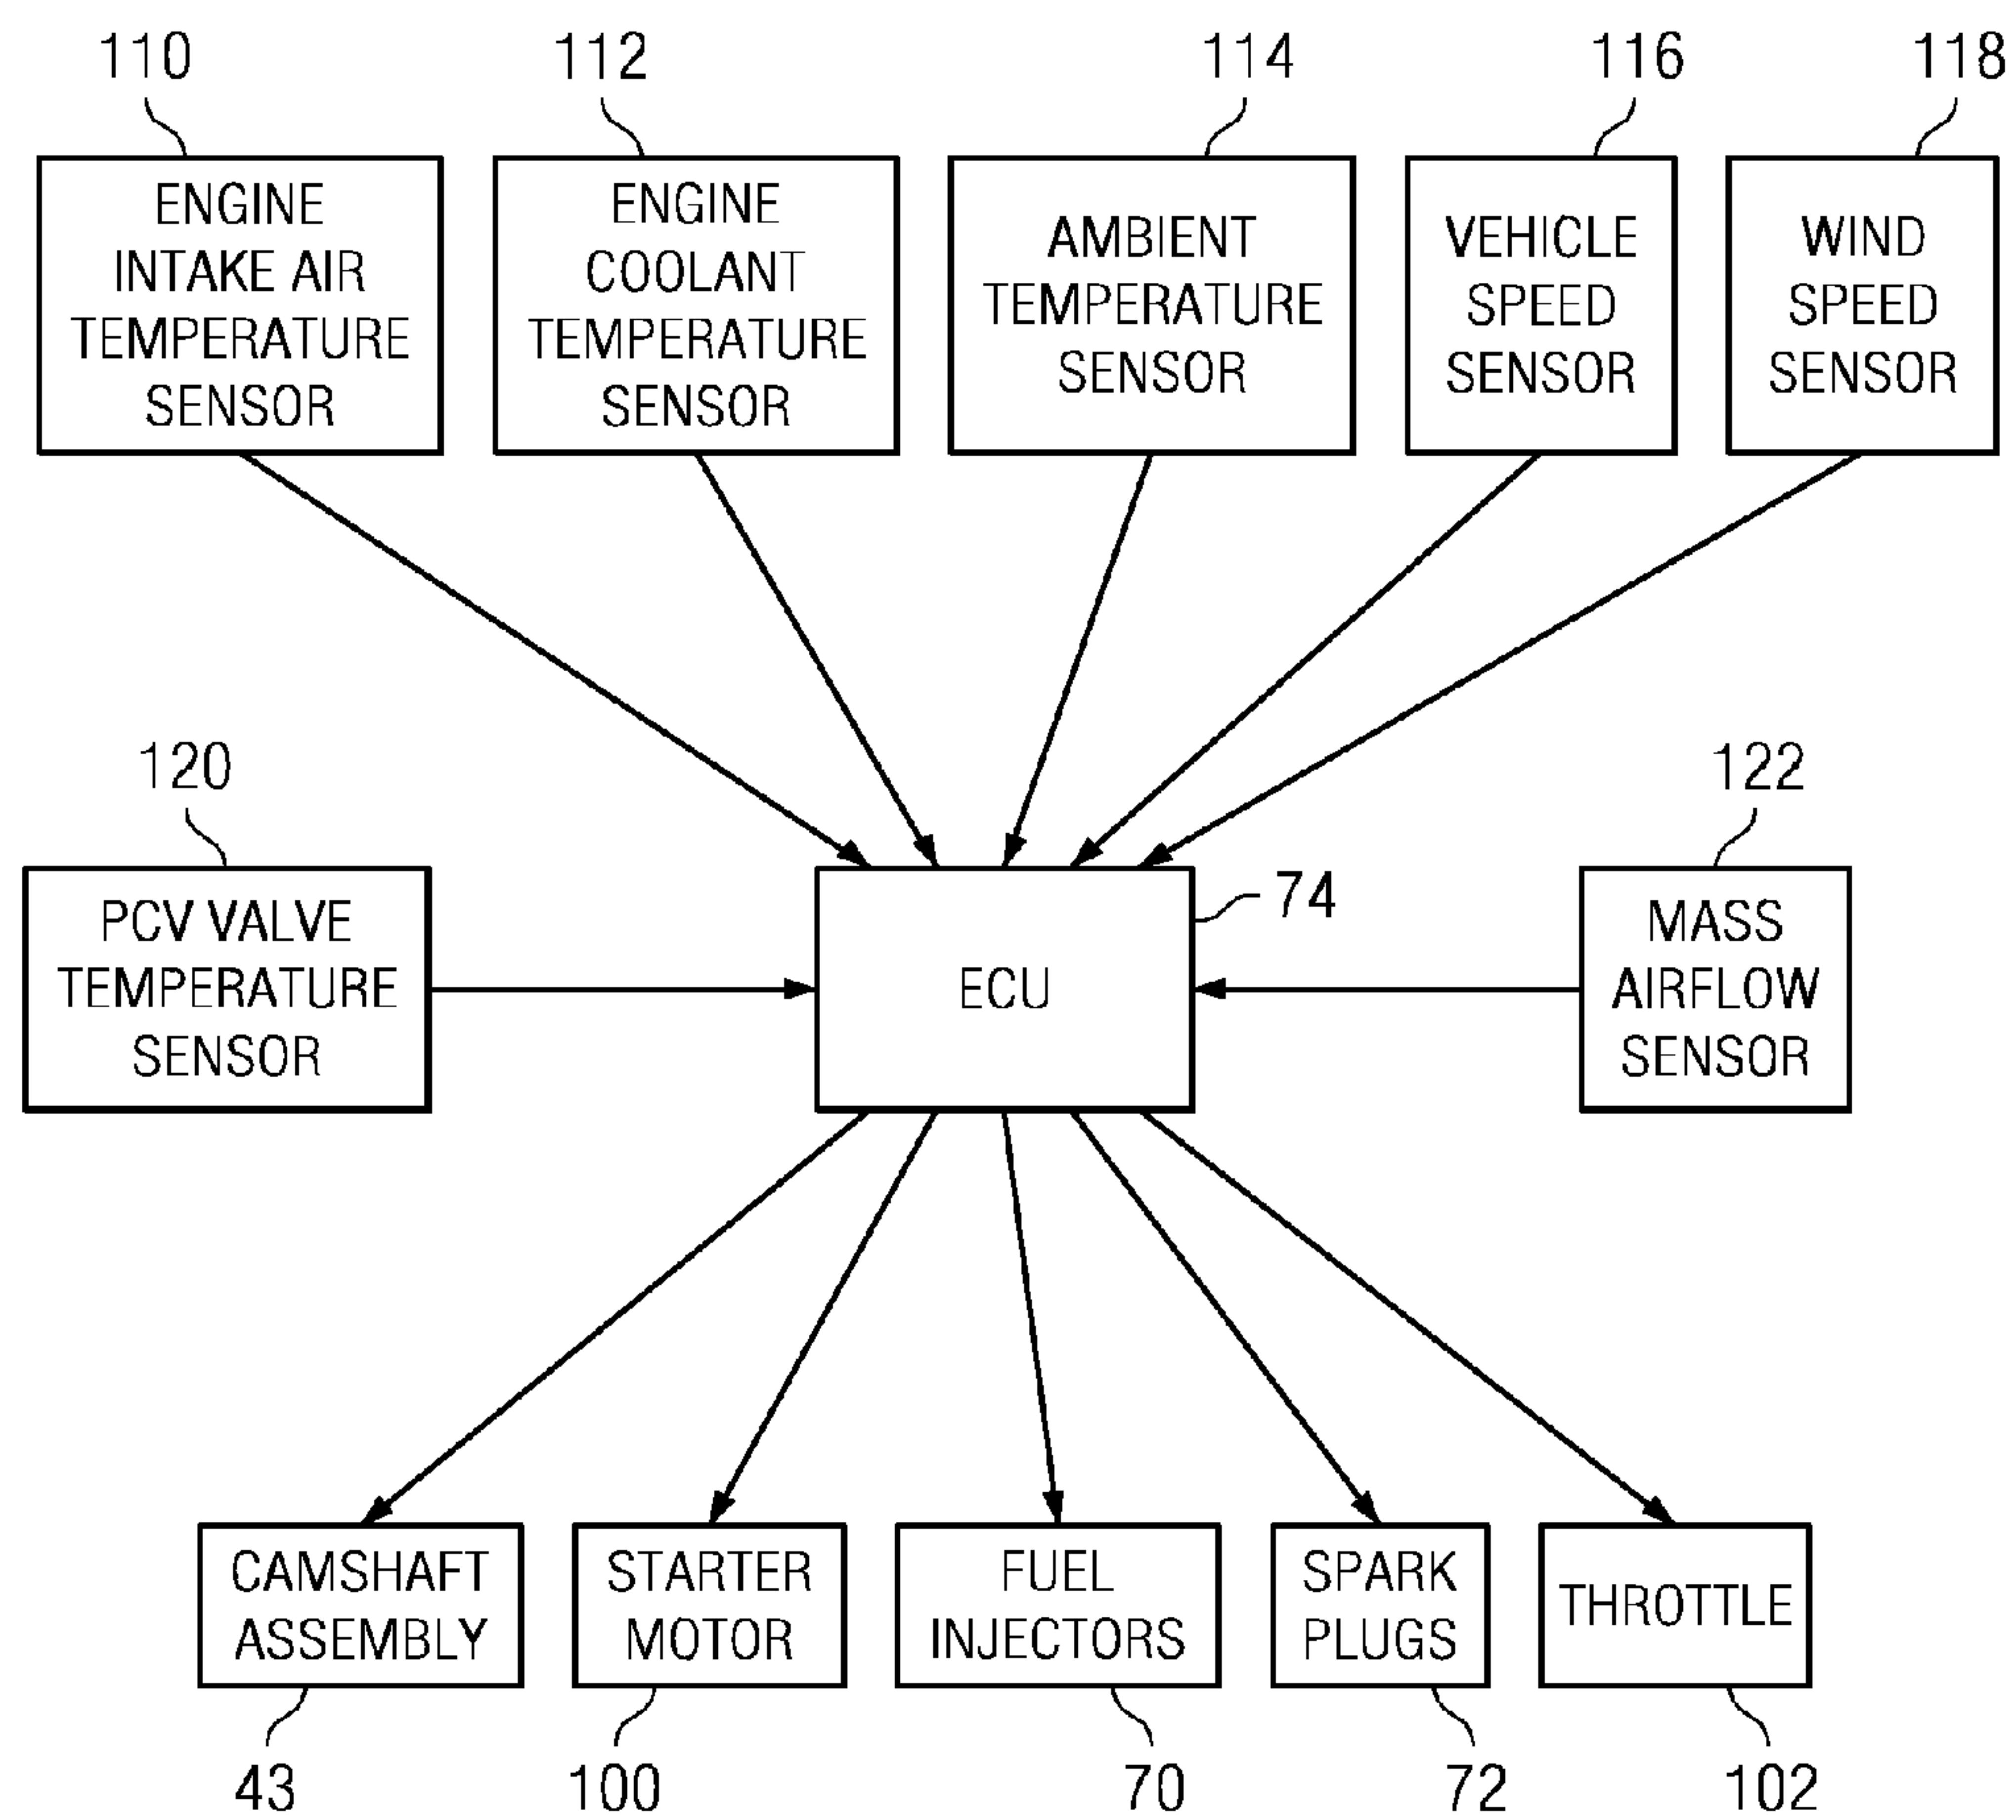 110
112
114
116
118
ENGINE
INTAKE AIR
TEMPERATURE
SENSOR
ENGINE
COOLANT
TEMPERATURE
SENSOR
AMBIENT
TEMPERATURE
SENSOR
VEHICLE
SPEED
SENSOR
WIND
SPEED
SENSOR
120
122
PCV VALVE
TEMPERATURE
SENSOR
74
ECU
MASS
AIRFLOW
SENSOR
CAMSHAFT
ASSEMBLY
STARTER
MOTOR
FUEL
INJECTORS
SPARK
PLUGS
THROTTLE
43
100
70
72
102